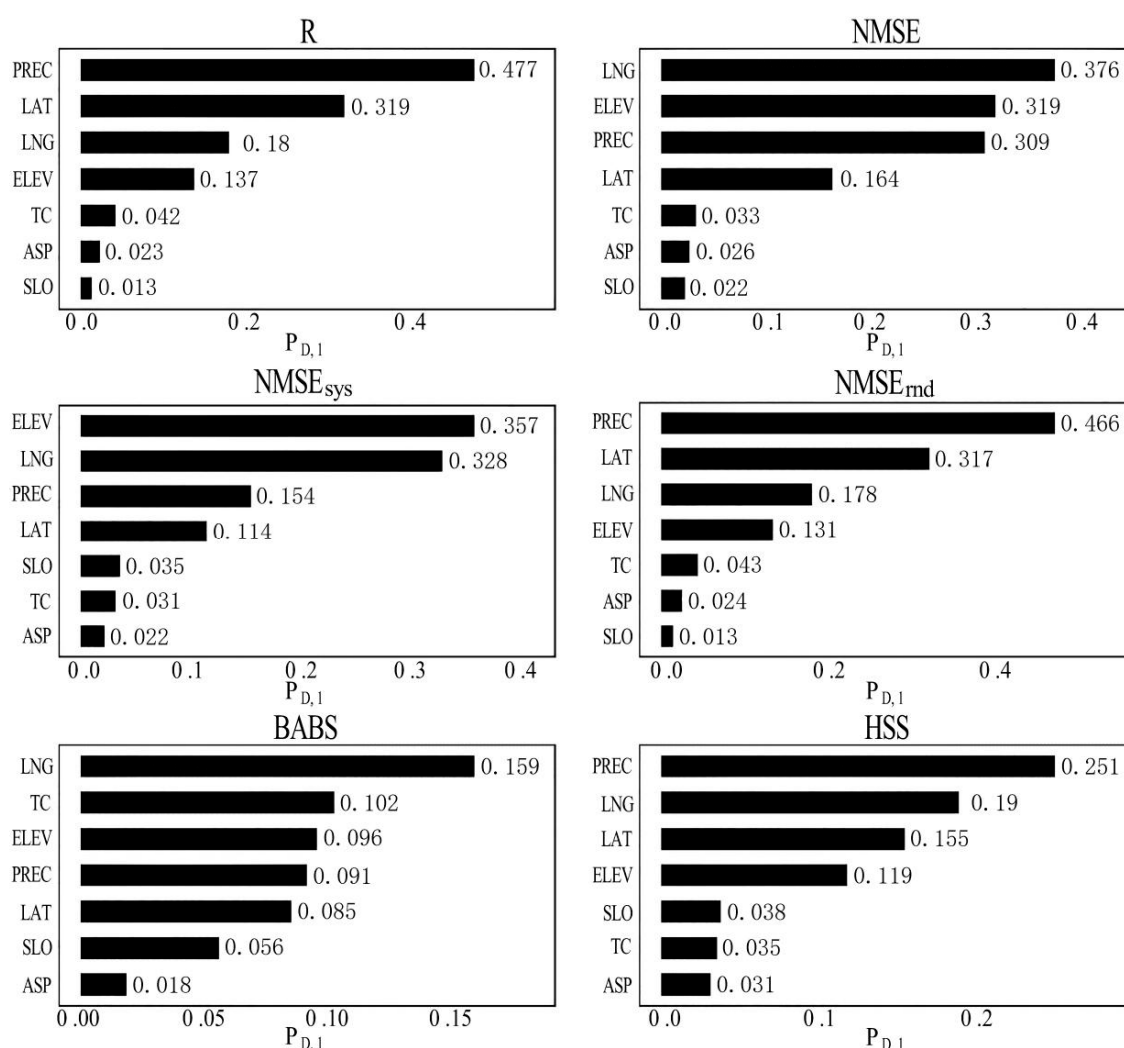 R
PREC 0.477
LAT 0.319
LNG 0.18
ELEV 0.137
TC 0.042
ASP 0.023
SLO 0.013
0.0 0.2 0.4
P_D,1
NMSE
LNG 0.376
ELEV 0.319
PREC 0.309
LAT 0.164
TC 0.033
ASP 0.026
SLO 0.022
0.0 0.1 0.2 0.3 0.4
P_D,1
NMSE_sys
ELEV 0.357
LNG 0.328
PREC 0.154
LAT 0.114
SLO 0.035
TC 0.031
ASP 0.022
0.0 0.1 0.2 0.3 0.4
P_D,1
NMSE_rnd
PREC 0.466
LAT 0.317
LNG 0.178
ELEV 0.131
TC 0.043
ASP 0.024
SLO 0.013
0.0 0.2 0.4
P_D,1
BABS
LNG 0.159
TC 0.102
ELEV 0.096
PREC 0.091
LAT 0.085
SLO 0.056
ASP 0.018
0.00 0.05 0.10 0.15
P_D,1
HSS
PREC 0.251
LNG 0.19
LAT 0.155
ELEV 0.119
SLO 0.038
TC 0.035
ASP 0.031
0.0 0.1 0.2
P_D,1